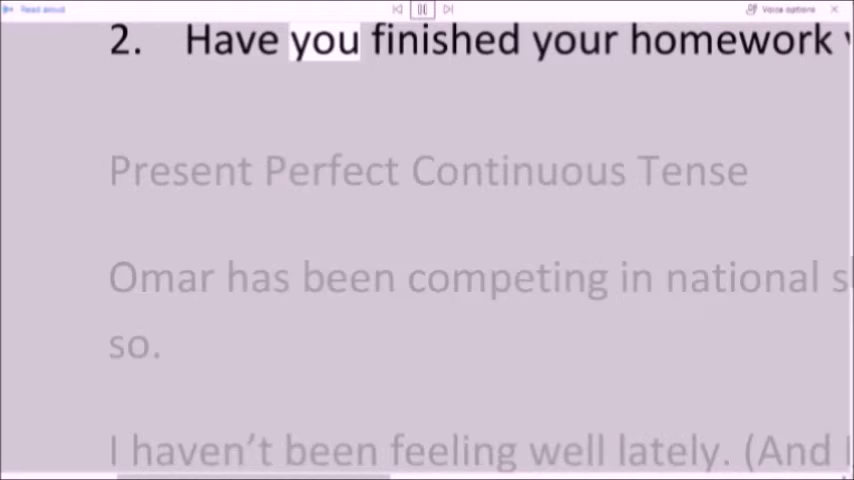 Read aloud
Voice options
2. Have you finished your homework
Present Perfect Continuous Tense
Omar has been competing in national
so.
I haven't been feeling well lately. (And